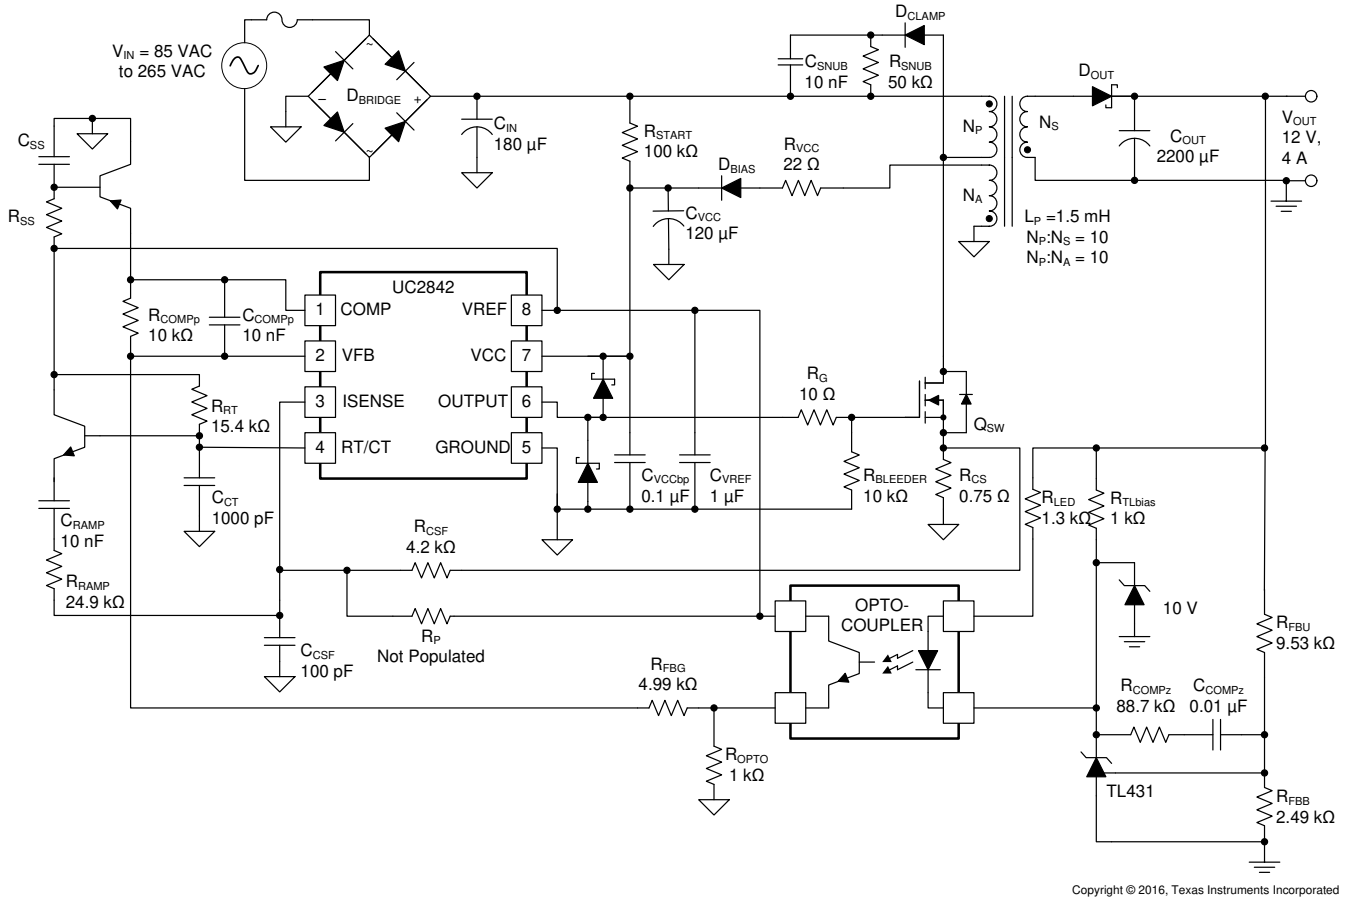 V_IN = 85 VAC
to 265 VAC
~
D_BRIDGE
−
+
~
C_IN
180 µF
D_CLAMP
C_SNUB
10 nF
R_SNUB
50 kΩ
R_START
100 kΩ
D_BIAS
R_VCC
22 Ω
C_VCC
120 µF
N_P
N_S
N_A
L_P =1.5 mH
N_P:N_S = 10
N_P:N_A = 10
D_OUT
C_OUT
2200 µF
V_OUT
12 V,
4 A
C_SS
R_SS
R_COMPp
10 kΩ
C_COMPp
10 nF
UC2842
1 COMP
2 VFB
3 ISENSE
4 RT/CT
VREF 8
VCC 7
OUTPUT 6
GROUND 5
R_RT
15.4 kΩ
C_CT
1000 pF
C_RAMP
10 nF
R_RAMP
24.9 kΩ
R_CSF
4.2 kΩ
R_P
Not Populated
C_CSF
100 pF
C_VCCbp
0.1 µF
C_VREF
1 µF
R_G
10 Ω
R_BLEEDER
10 kΩ
Q_SW
R_CS
0.75 Ω
R_LED
1.3 kΩ
R_TLbias
1 kΩ
10 V
OPTO-
COUPLER
R_FBG
4.99 kΩ
R_OPTO
1 kΩ
R_FBU
9.53 kΩ
R_COMPz
88.7 kΩ
C_COMPz
0.01 µF
TL431
R_FBB
2.49 kΩ
Copyright © 2016, Texas Instruments Incorporated